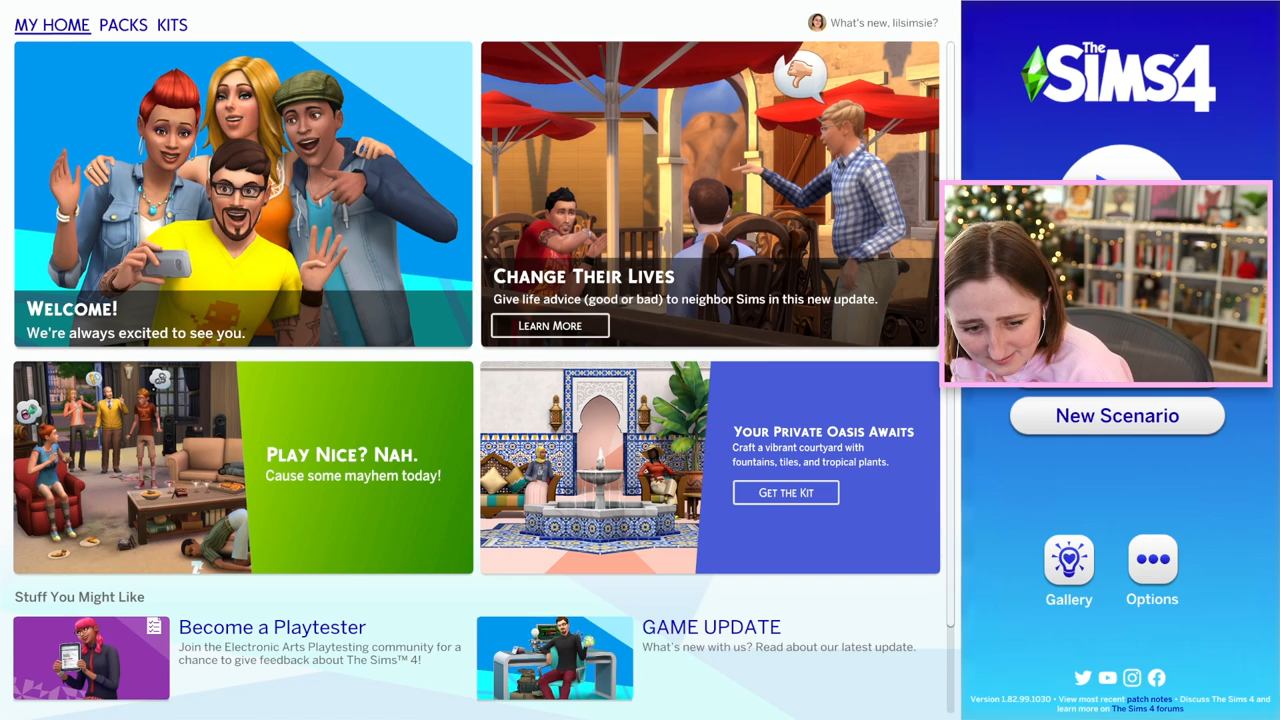 MY HOME PACKS KITS
What's new, lilsimsie?
Welcome!
We're always excited to see you.
Change Their Lives
Give life advice (good or bad) to neighbor Sims in this new update.
Learn More
Play Nice? Nah.
Cause some mayhem today!
Your Private Oasis Awaits
Craft a vibrant courtyard with
fountains, tiles, and tropical plants.
Get the Kit
Stuff You Might Like
Become a Playtester
Join the Electronic Arts Playtesting community for a
chance to give feedback about The Sims™ 4!
GAME UPDATE
What's new with us? Read about our latest update.
The
SiMS4
New Scenario
Gallery
Options
Version 1.82.99.1030 • View most recent patch notes • Discuss The Sims 4 and
learn more on The Sims 4 forums